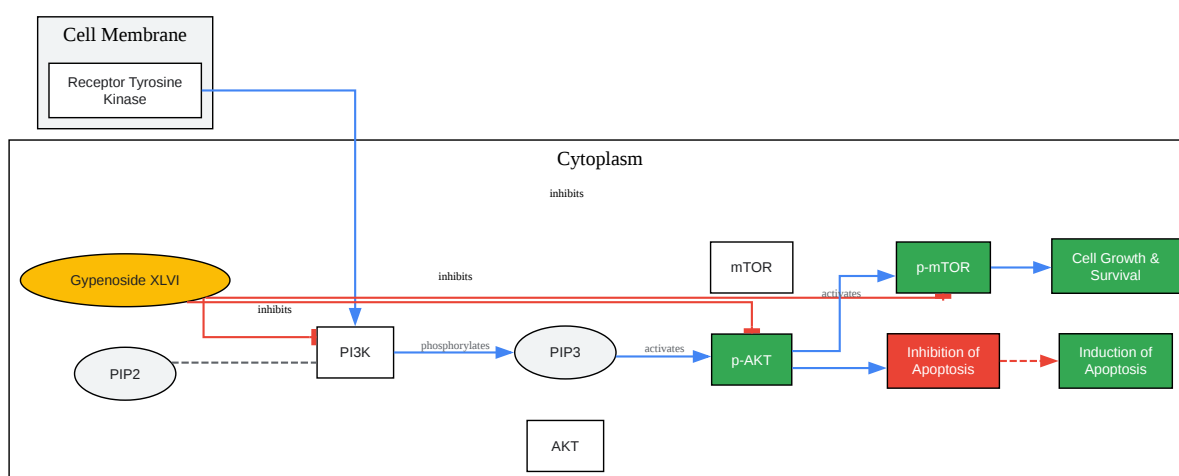 Cell Membrane
Receptor Tyrosine
Kinase
Cytoplasm
inhibits
mTOR
p-mTOR
Cell Growth &
Survival
Gypenoside XLVI
inhibits
activates
inhibits
PI3K
phosphorylates
PIP3
activates
p-AKT
Inhibition of
Apoptosis
Induction of
Apoptosis
PIP2
AKT